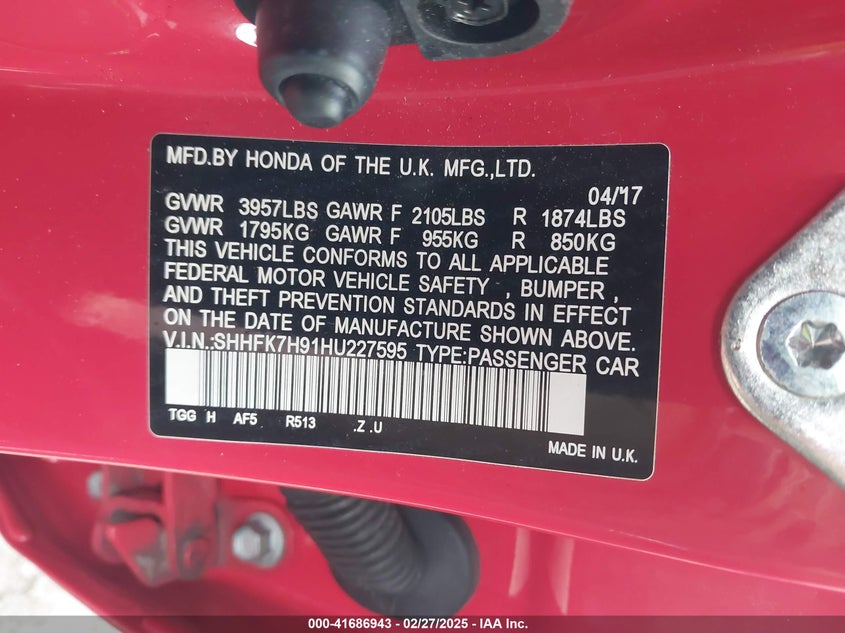 MFD.BY HONDA OF THE U.K. MFG.,LTD.
04/17
GVWR 3957LBS GAWR F 2105LBS R 1874LBS
GVWR 1795KG GAWR F 955KG R 850KG
THIS VEHICLE CONFORMS TO ALL APPLICABLE
FEDERAL MOTOR VEHICLE SAFETY , BUMPER ,
AND THEFT PREVENTION STANDARDS IN EFFECT
ON THE DATE OF MANUFACTURE SHOWN ABOVE.
V.I.N.:SHHFK7H91HU227595 TYPE:PASSENGER CAR
TGG H AF5 R513 .Z .U
MADE IN U.K.
000-41686943 - 02/27/2025 - IAA Inc.